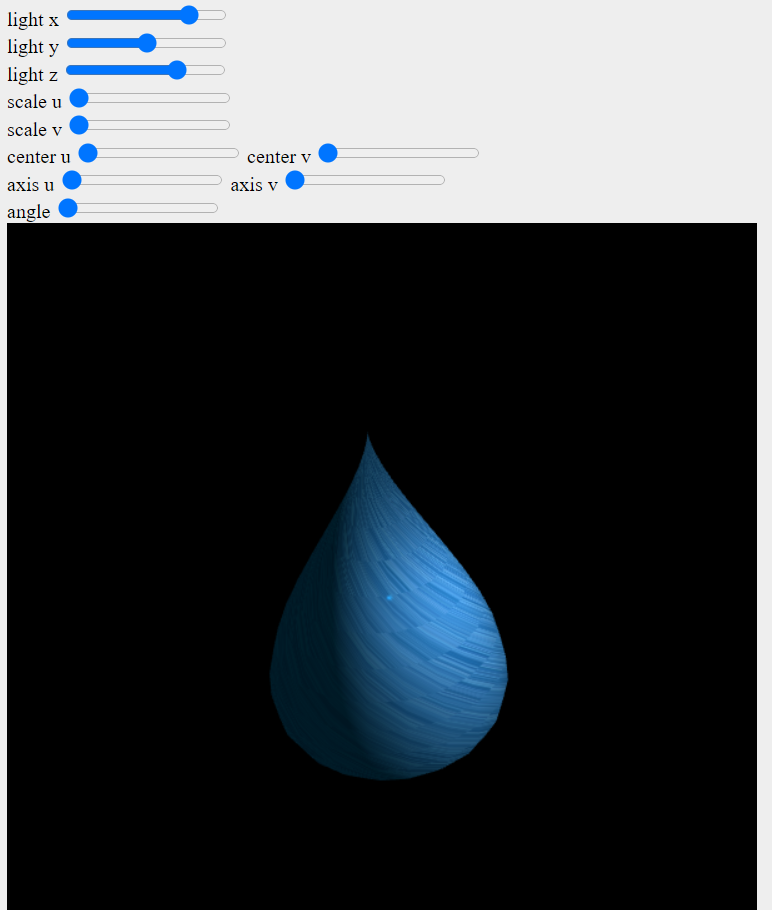 light x
light y
light z
scale u
scale v
center u center v
axis u axis v
angle